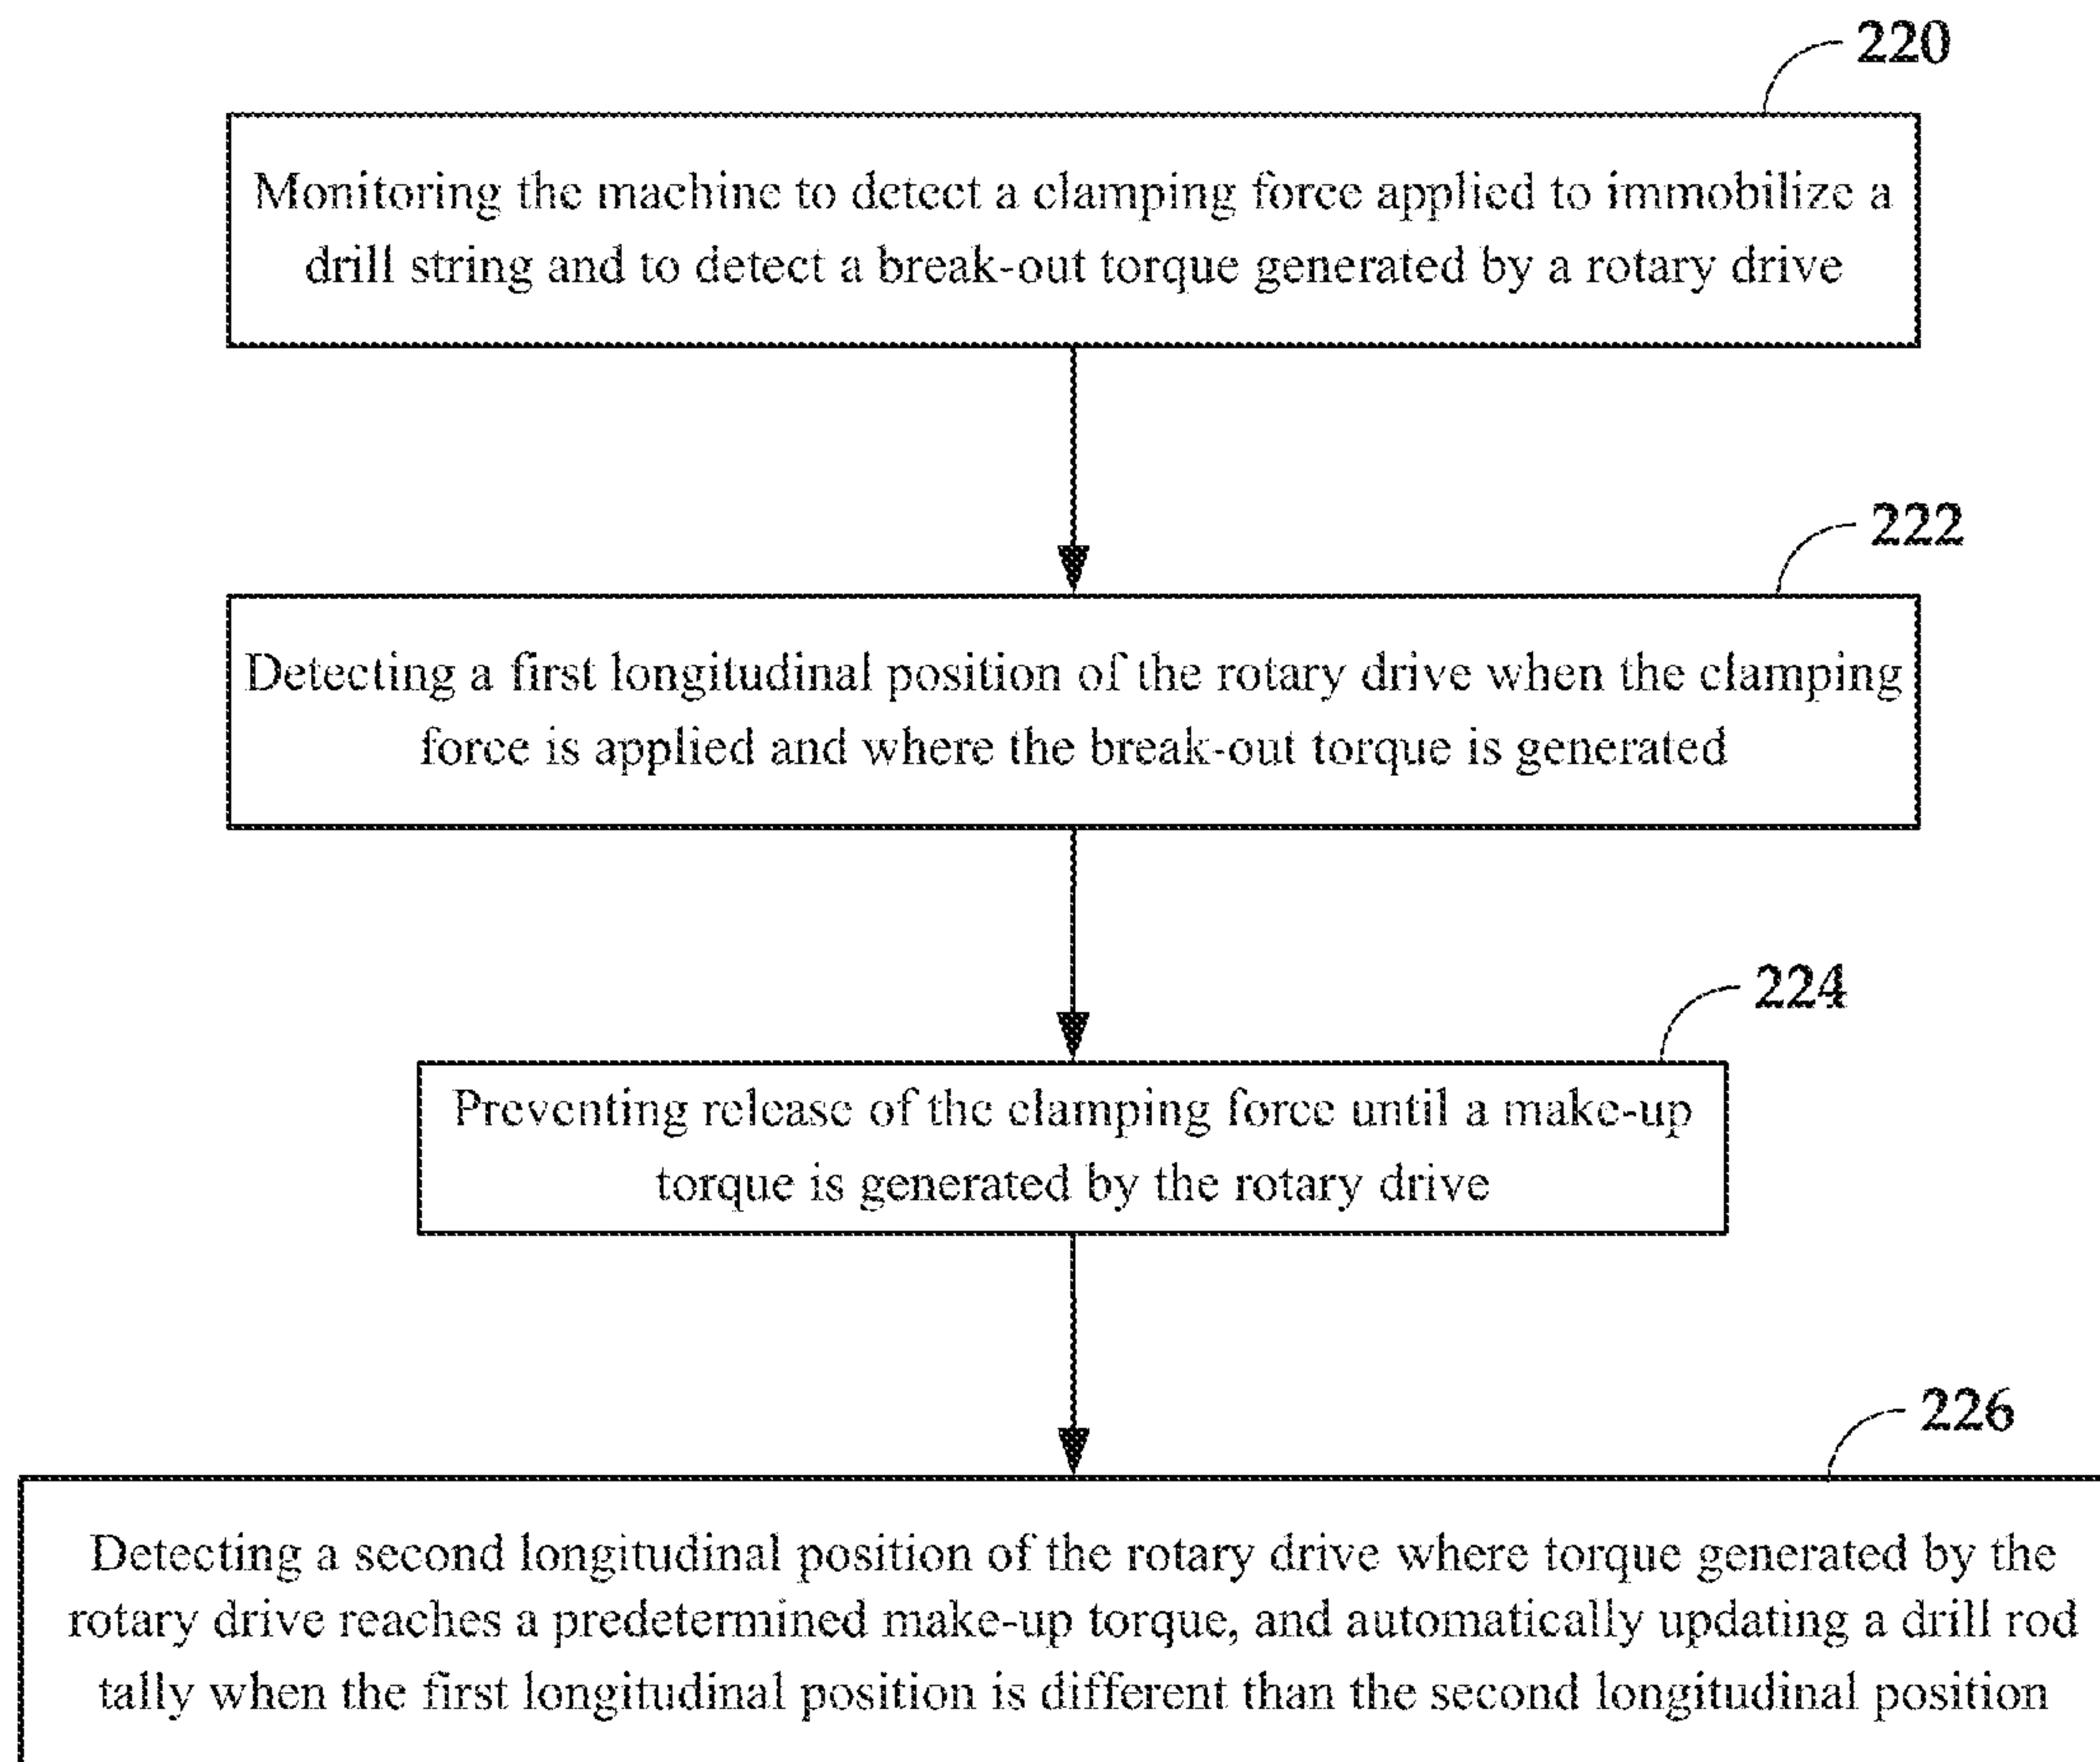 220
Monitoring the machine to detect a clamping force applied to immobilize a
drill string and to detect a break-out torque generated by a rotary drive
222
Detecting a first longitudinal position of the rotary drive when the clamping
force is applied and where the break-out torque is generated
224
Preventing release of the clamping force until a make-up
torque is generated by the rotary drive
226
Detecting a second longitudinal position of the rotary drive where torque generated by the
rotary drive reaches a predetermined make-up torque, and automatically updating a drill rod
tally when the first longitudinal position is different than the second longitudinal position